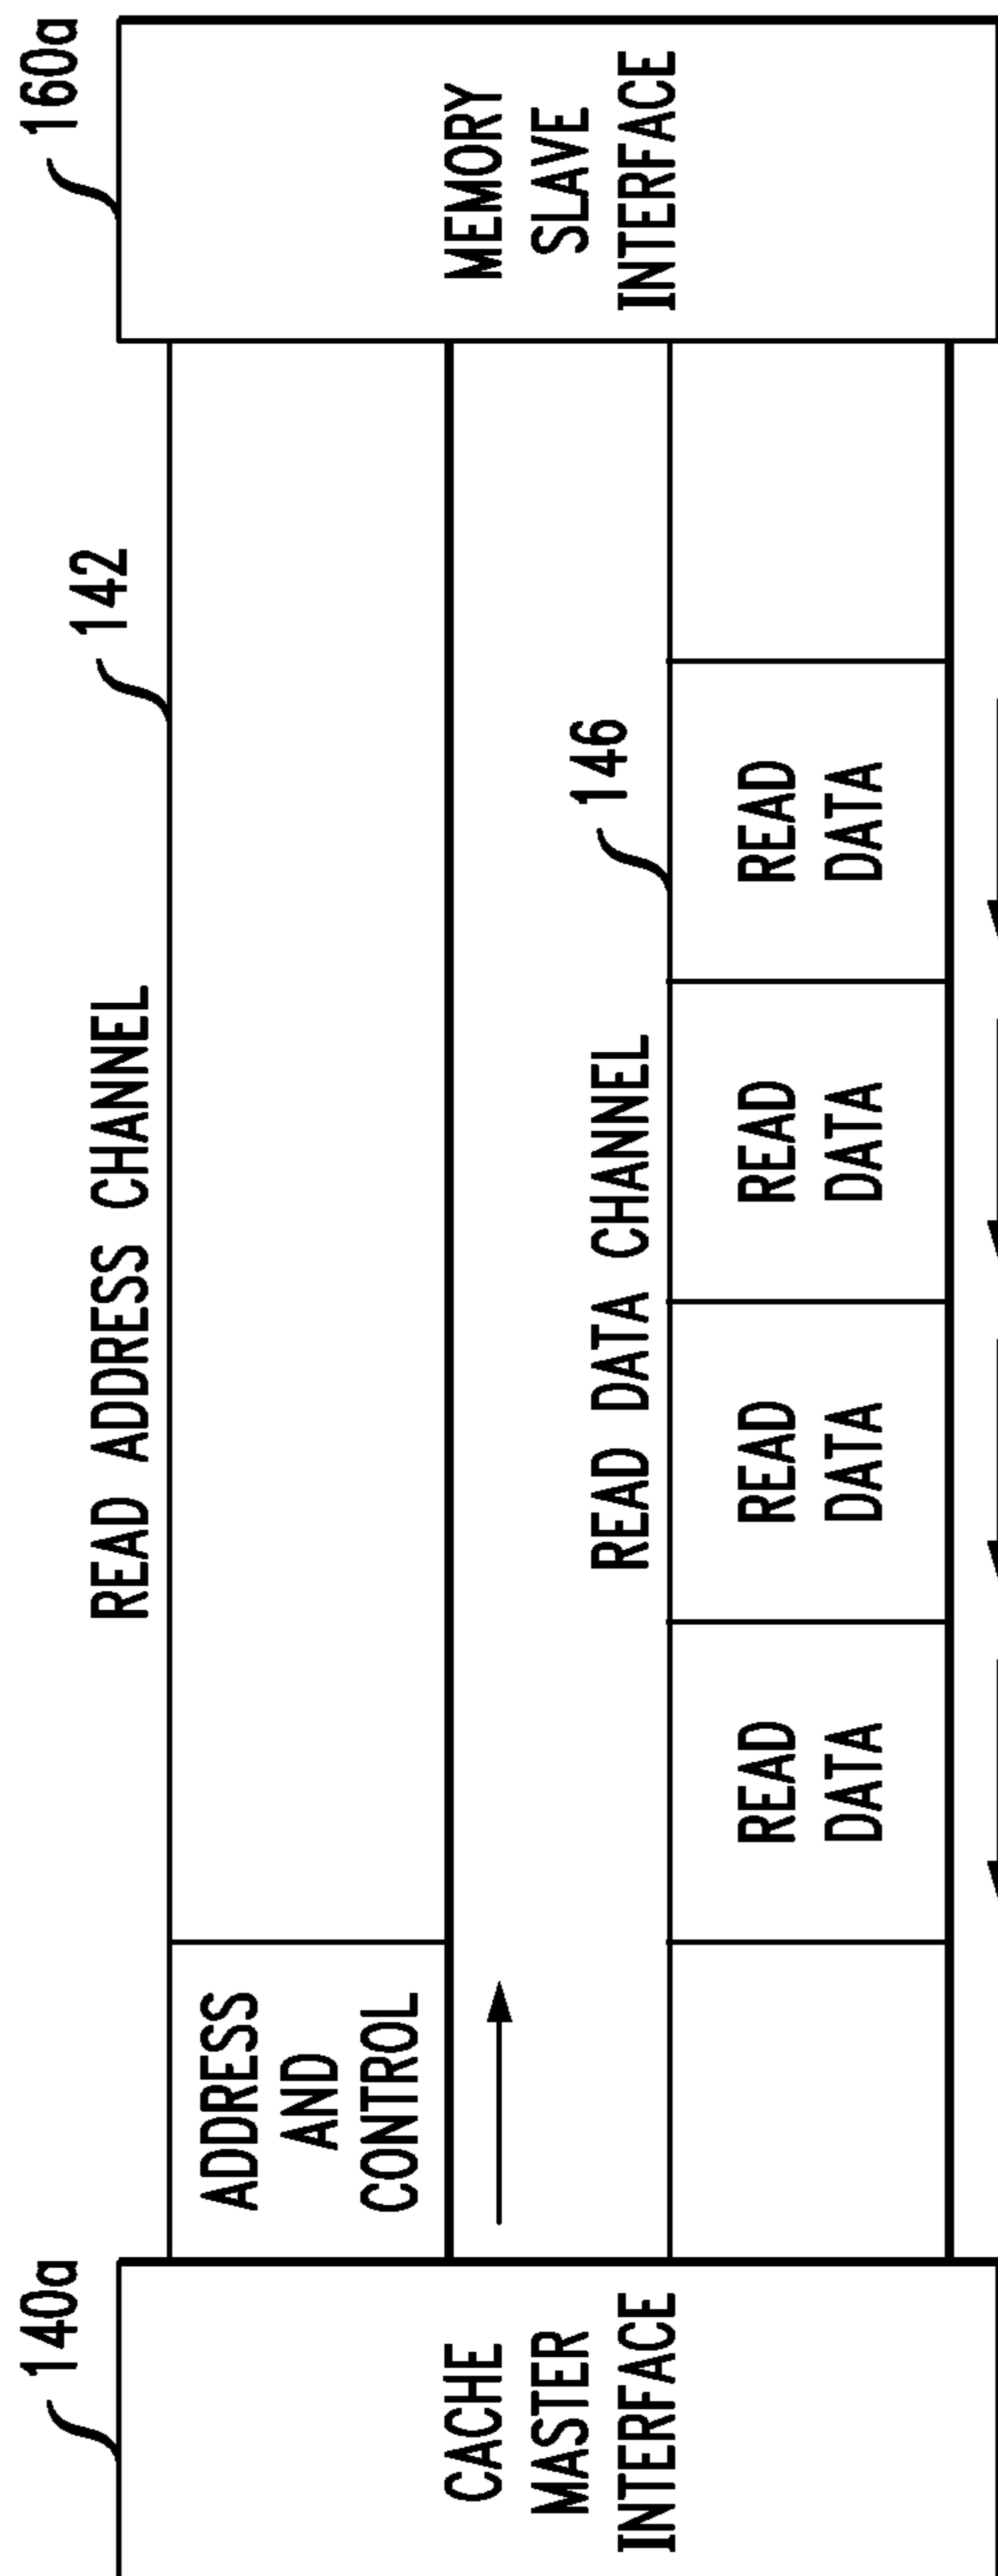 140a
142
160a
READ ADDRESS CHANNEL
ADDRESS
AND
CONTROL
CACHE
MASTER
INTERFACE
MEMORY
SLAVE
INTERFACE
146
READ DATA CHANNEL
READ
DATA
READ
DATA
READ
DATA
READ
DATA